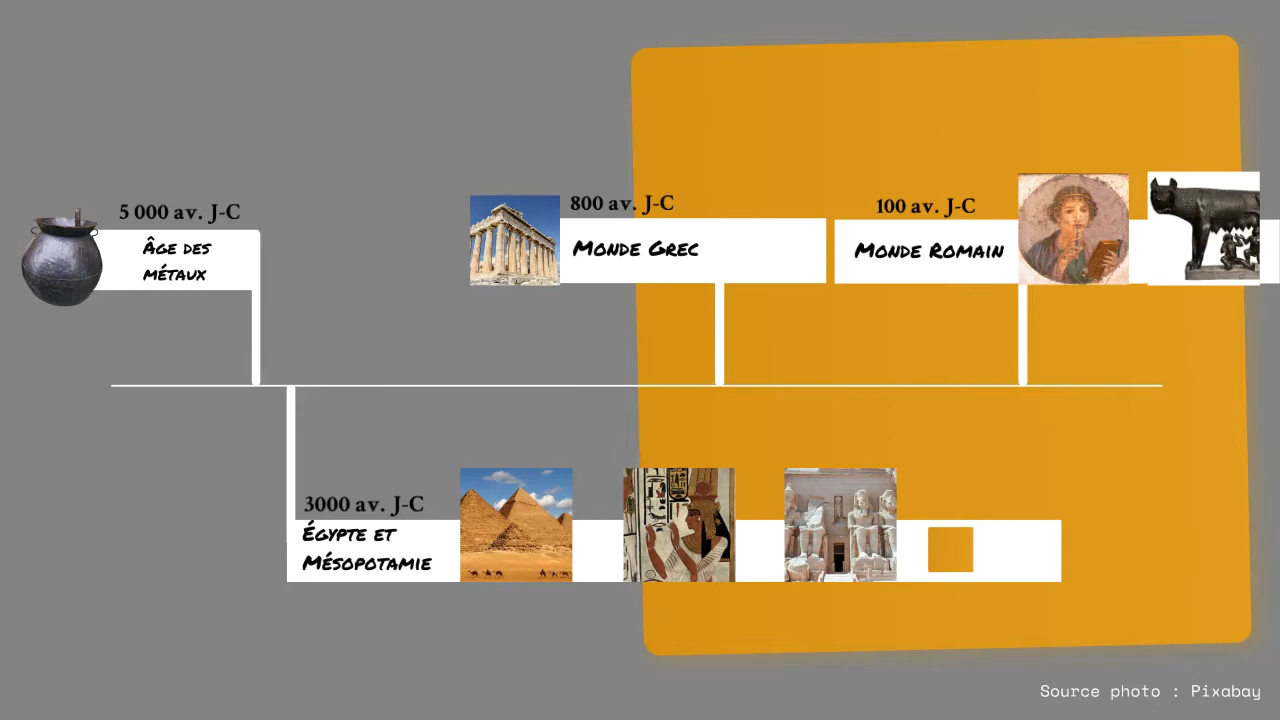 5 000 av. J-C
Âge des
métaux
800 av. J-C
Monde Grec
100 av. J-C
Monde Romain
3000 av. J-C
Égypte et
Mésopotamie
Source photo : Pixabay